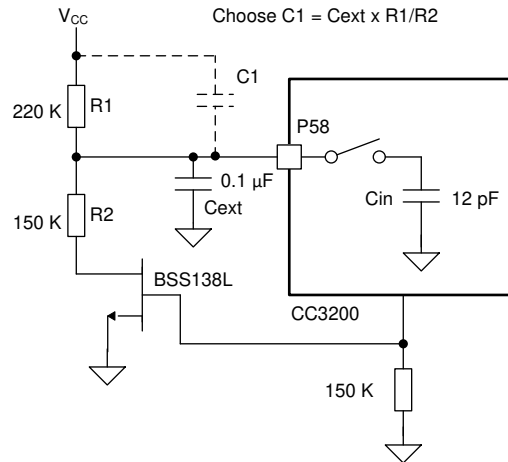 Choose C1 = Cext x R1/R2
VCC
C1
220 K
R1
P58
0.1 µF
Cext
Cin
12 pF
150 K
R2
BSS138L
CC3200
150 K